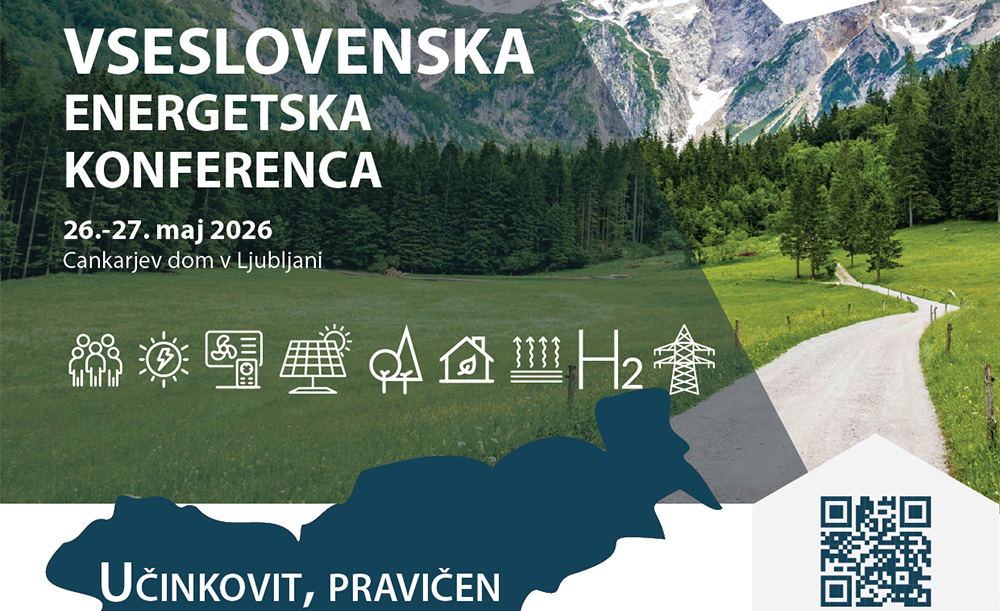 VSESLOVENSKA
ENERGETSKA
KONFERENCA
26.-27. maj 2026
Cankarjev dom v Ljubljani
H2
UČINKOVIT, PRAVIČEN